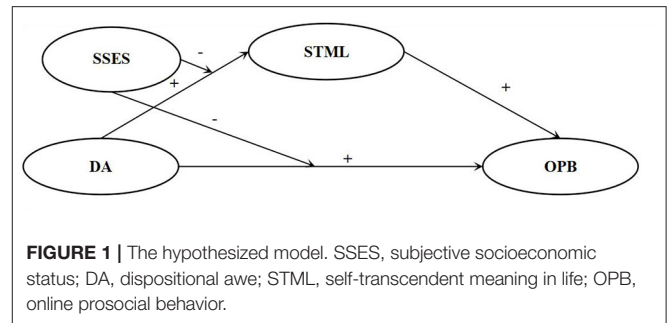 SSES
-
STML
+
+
-
DA
+
OPB
FIGURE 1 | The hypothesized model. SSES, subjective socioeconomic
status; DA, dispositional awe; STML, self-transcendent meaning in life; OPB,
online prosocial behavior.